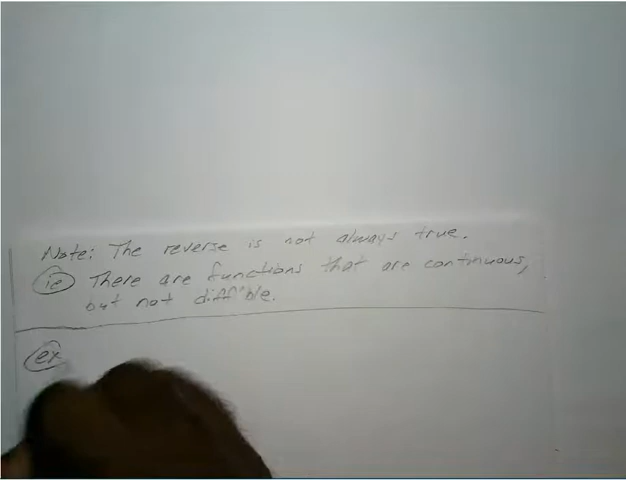 Note: The reverse is not always true.
ie There are functions that are continuous,
but not diff'ble.
ex